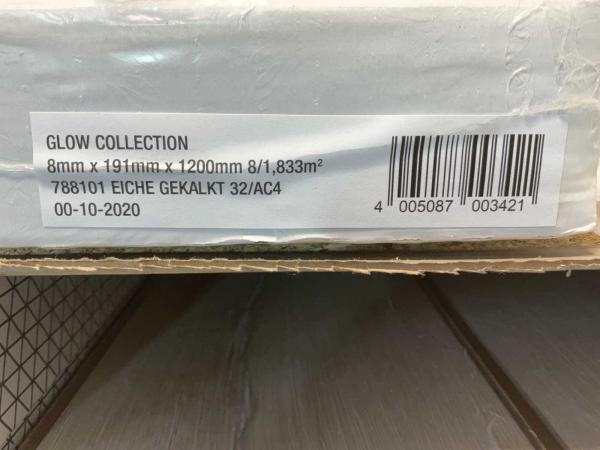 GLOW COLLECTION
8mm x 191mm x 1200mm 8/1,833m²
788101 EICHE GEKALKT 32/AC4
00-10-2020
4 005087 003421